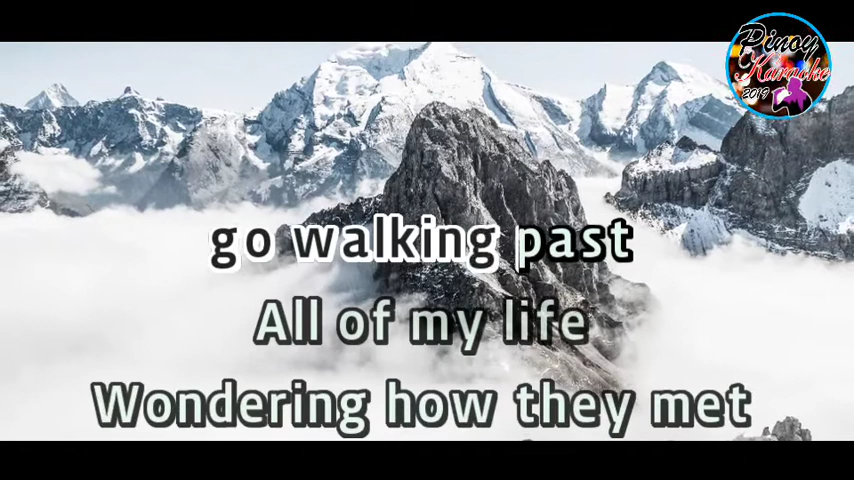 Pinoy
Karaoke
2019
go walking past
All of my life
Wondering how they met